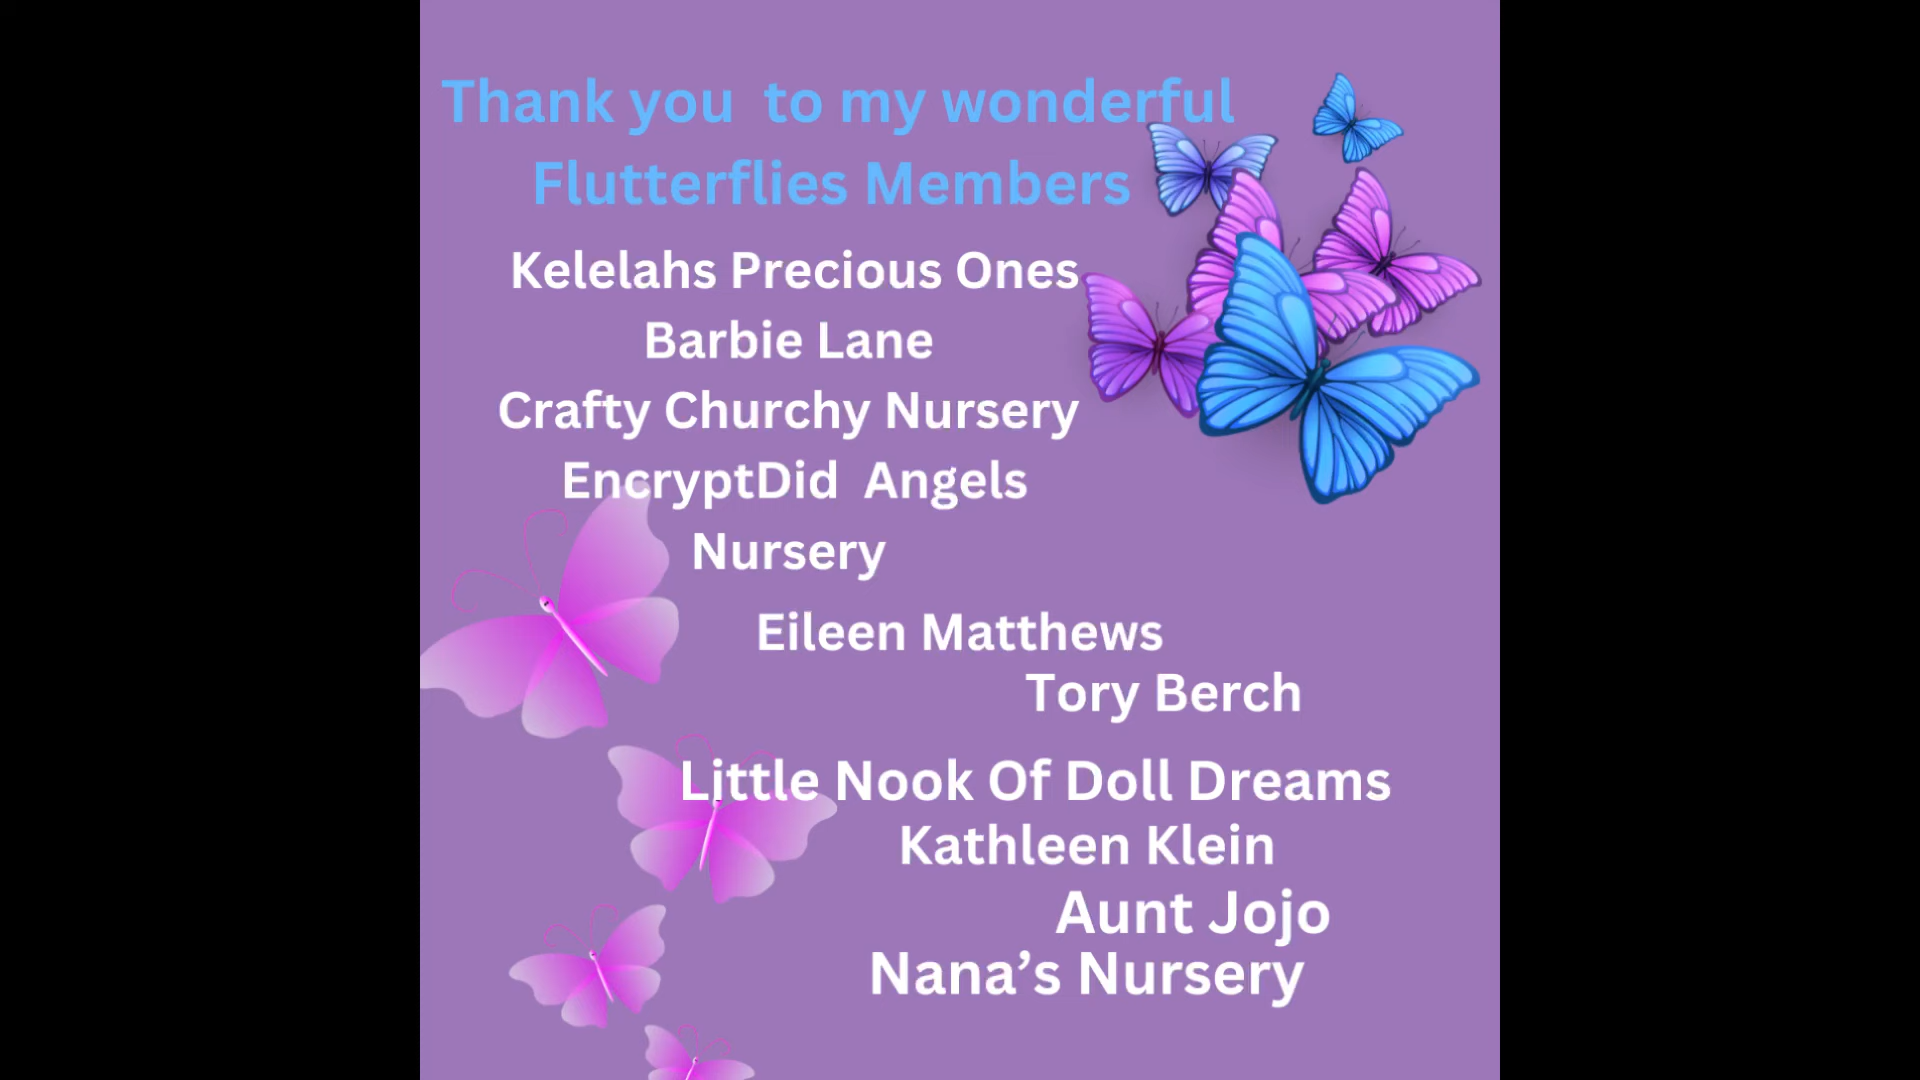 Thank you to my wonderful
Flutterflies Members
Kelelahs Precious Ones
Barbie Lane
Crafty Churchy Nursery
EncryptDid Angels
Nursery
Eileen Matthews
Tory Berch
Little Nook Of Doll Dreams
Kathleen Klein
Aunt Jojo
Nana’s Nursery